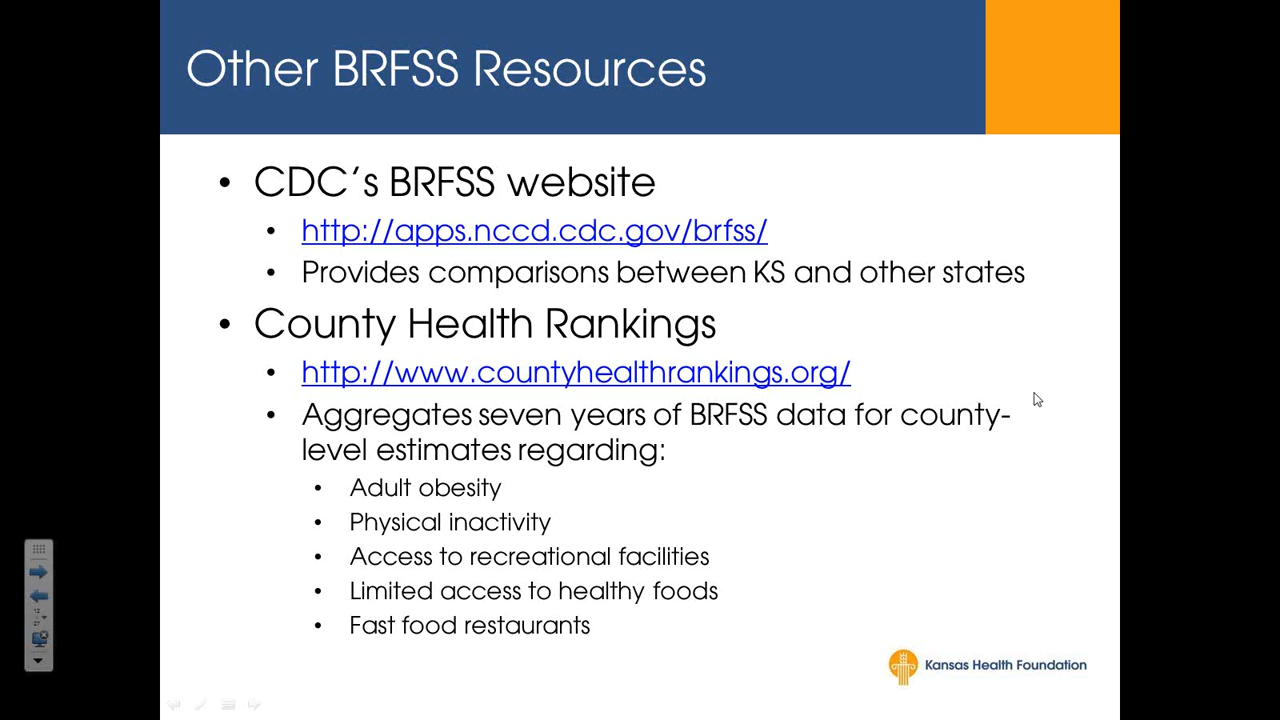 Other BRFSS Resources
• CDC’s BRFSS website
• http://apps.nccd.cdc.gov/brfss/
• Provides comparisons between KS and other states
• County Health Rankings
• http://www.countyhealthrankings.org/
• Aggregates seven years of BRFSS data for county-
level estimates regarding:
• Adult obesity
• Physical inactivity
• Access to recreational facilities
• Limited access to healthy foods
• Fast food restaurants
Kansas Health Foundation
12
27